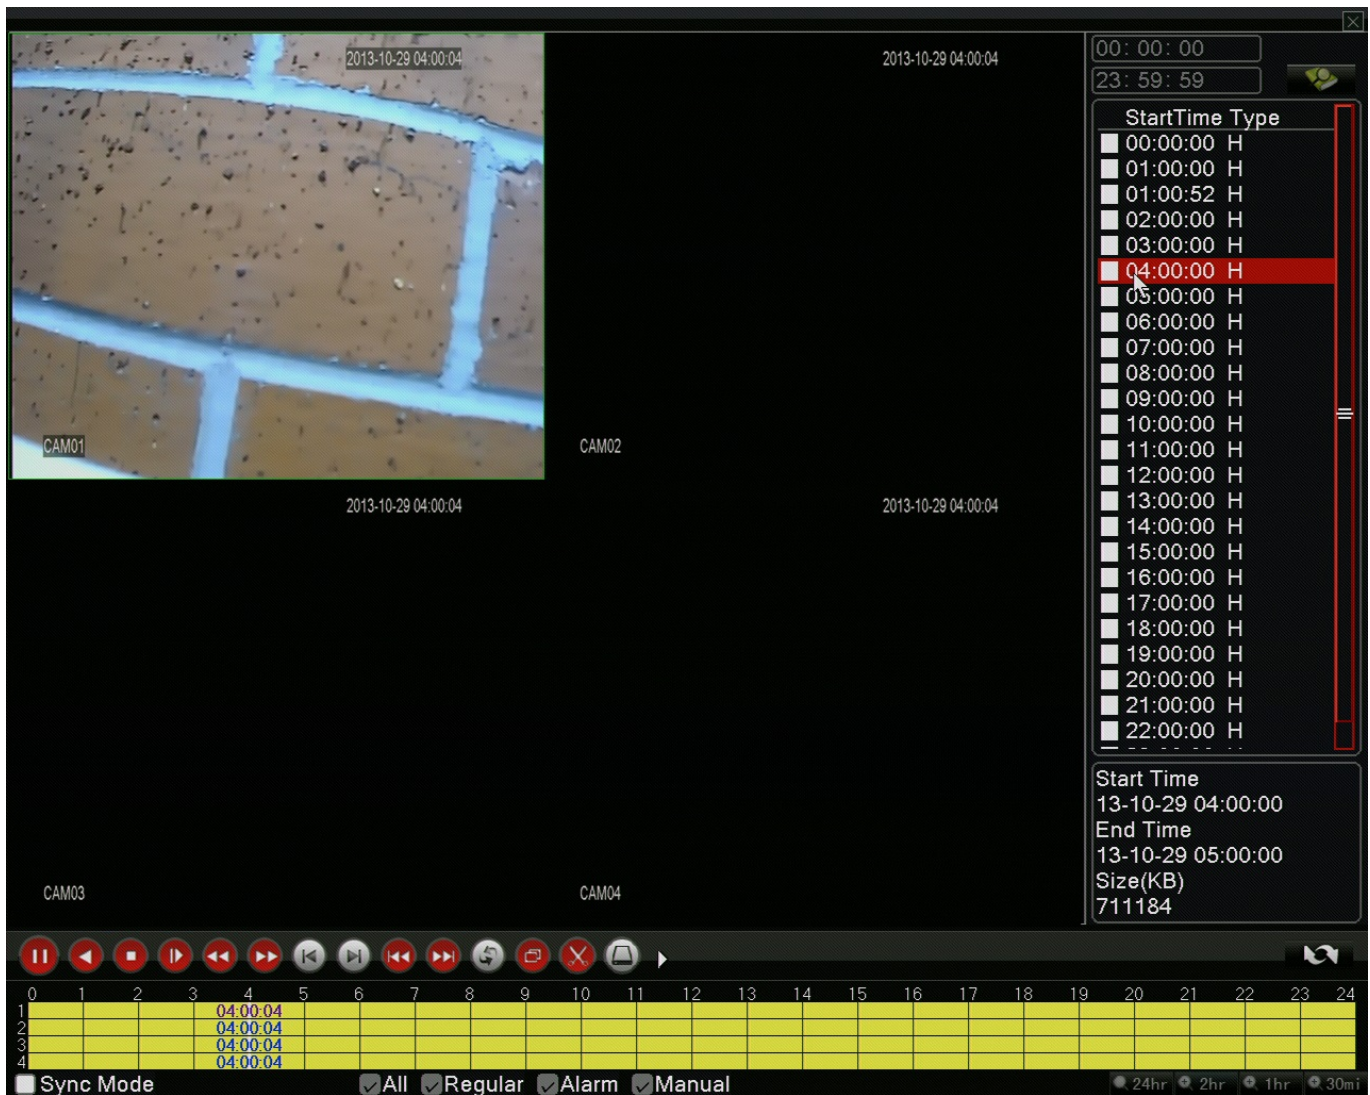 2013-10-29 04:00:04
2013-10-29 04:00:04
CAM01
CAM02
2013-10-29 04:00:04
2013-10-29 04:00:04
CAM03
CAM04
00: 00: 00
23: 59: 59
StartTime Type
00:00:00 H
01:00:00 H
01:00:52 H
02:00:00 H
03:00:00 H
04:00:00 H
05:00:00 H
06:00:00 H
07:00:00 H
08:00:00 H
09:00:00 H
10:00:00 H
11:00:00 H
12:00:00 H
13:00:00 H
14:00:00 H
15:00:00 H
16:00:00 H
17:00:00 H
18:00:00 H
19:00:00 H
20:00:00 H
21:00:00 H
22:00:00 H
Start Time
13-10-29 04:00:00
End Time
13-10-29 05:00:00
Size(KB)
711184
0 1 2 3 4 5 6 7 8 9 10 11 12 13 14 15 16 17 18 19 20 21 22 23 24
1 04:00:04
2 04:00:04
3 04:00:04
4 04:00:04
Sync Mode All Regular Alarm Manual 24hr 2hr 1hr 30mi